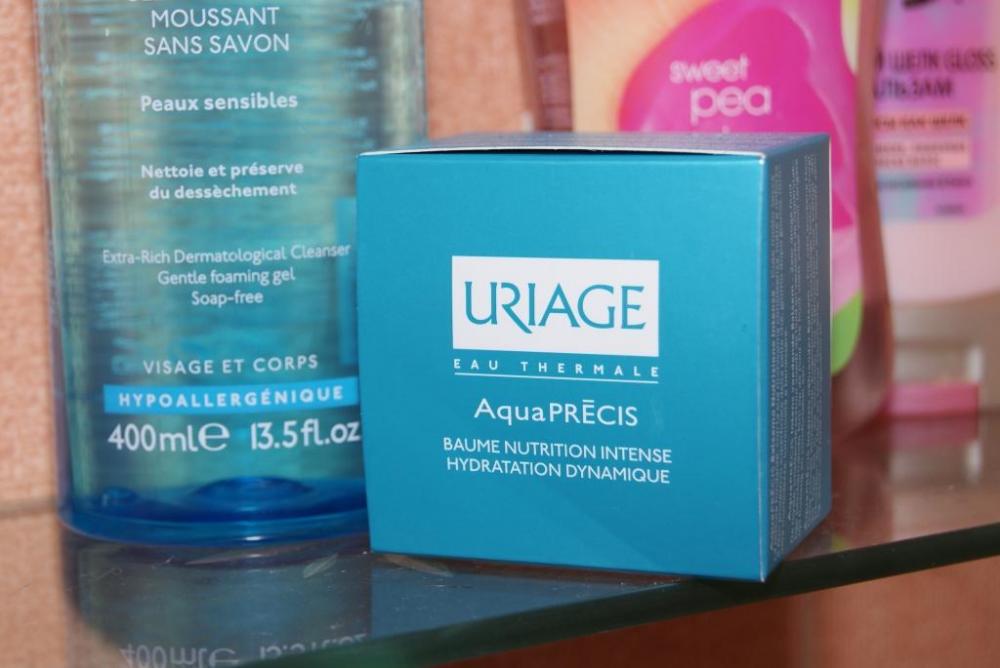 MOUSSANT
SANS SAVON
Peaux sensibles
Nettoie et préserve
du dessèchement
Extra-Rich Dermatological Cleanser
Gentle foaming gel
Soap-free
VISAGE ET CORPS
HYPOALLERGÉNIQUE
400ml℮ 13.5fl.oz
URIAGE
EAU THERMALE
AquaPRĒCIS
BAUME NUTRITION INTENSE
HYDRATATION DYNAMIQUE
sweet
pea